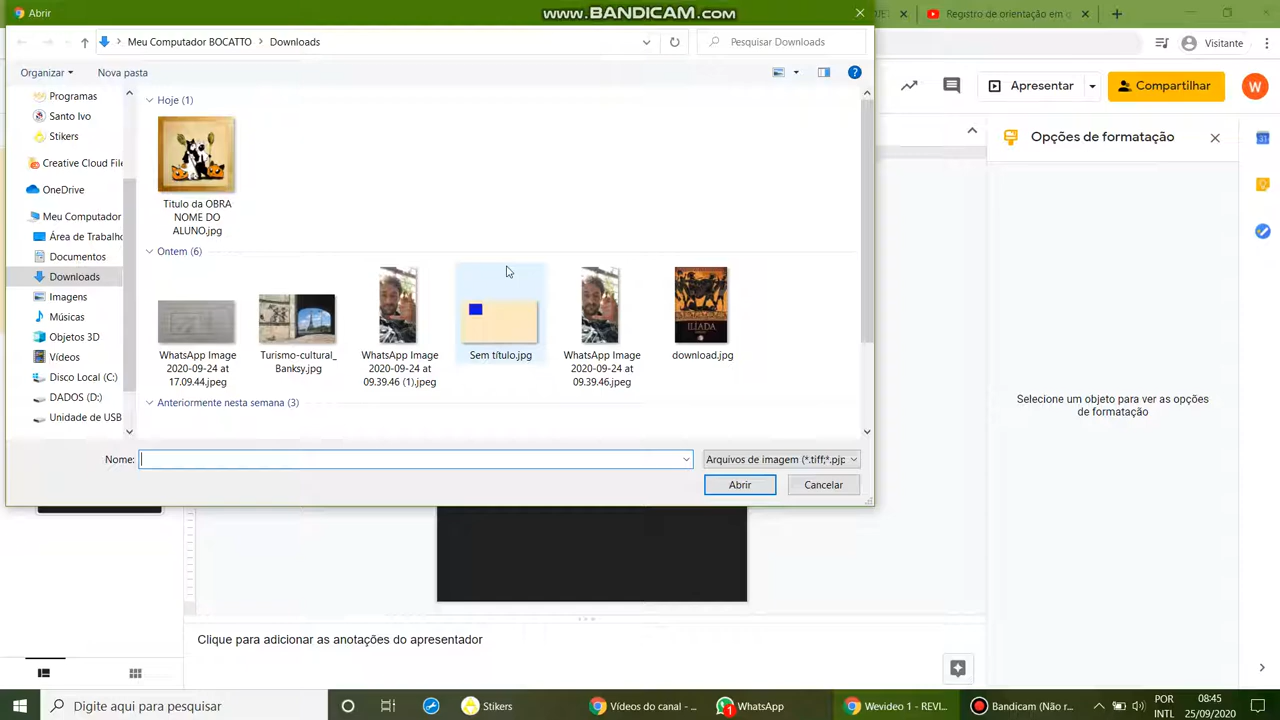 Abrir
www.BANDICAM.com
Registro de orientação em q
Meu Computador BOCATTO
Downloads
Pesquisar Downloads
Visitante
Organizar
Nova pasta
Apresentar
Compartilhar
W
Programas
Santo Ivo
Stikers
Creative Cloud File
OneDrive
Meu Computador
Área de Trabalho
Documentos
Downloads
Imagens
Músicas
Objetos 3D
Vídeos
Disco Local (C:)
DADOS (D:)
Unidade de USB
Hoje (1)
Titulo da OBRA
NOME DO
ALUNO.jpg
Ontem (6)
WhatsApp Image
2020-09-24 at
17.09.44.jpeg
Turismo-cultural_
Banksy.jpg
WhatsApp Image
2020-09-24 at
09.39.46 (1).jpeg
Sem título.jpg
WhatsApp Image
2020-09-24 at
09.39.46.jpeg
ILIADA
download.jpg
Anteriormente nesta semana (3)
Nome:
Arquivos de imagem (*.tiff;*.pjp
Abrir
Cancelar
Opções de formatação
Selecione um objeto para ver as opções
de formatação
Clique para adicionar as anotações do apresentador
Digite aqui para pesquisar
Stikers
Vídeos do canal - ...
1
WhatsApp
Wevideo 1 - REVI...
Bandicam (Não r...
POR
INTL
08:45
25/09/2020